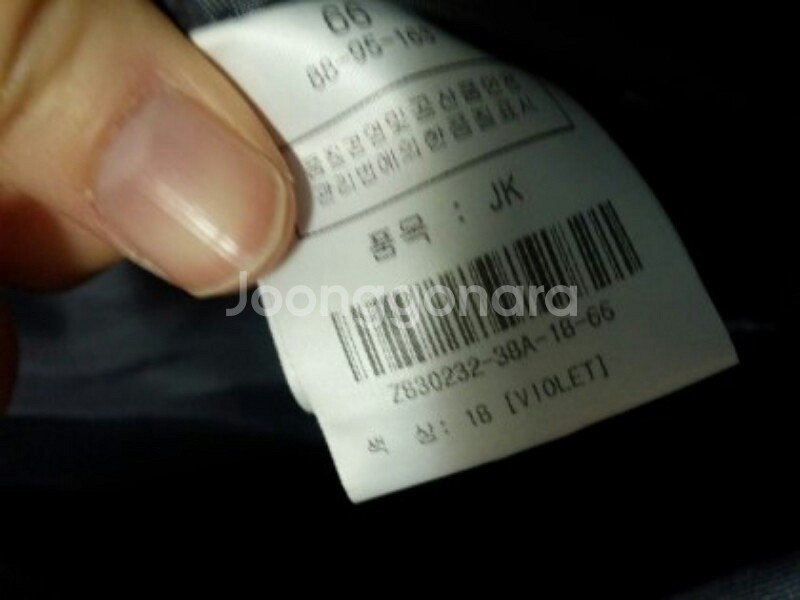 66
88-95-165
품질경영및 공산품안전
관리법에의 한품질표시
품목 : JK
Joonggonara
Z830232-38A-18-66
색 상: 18 [VIOLET]